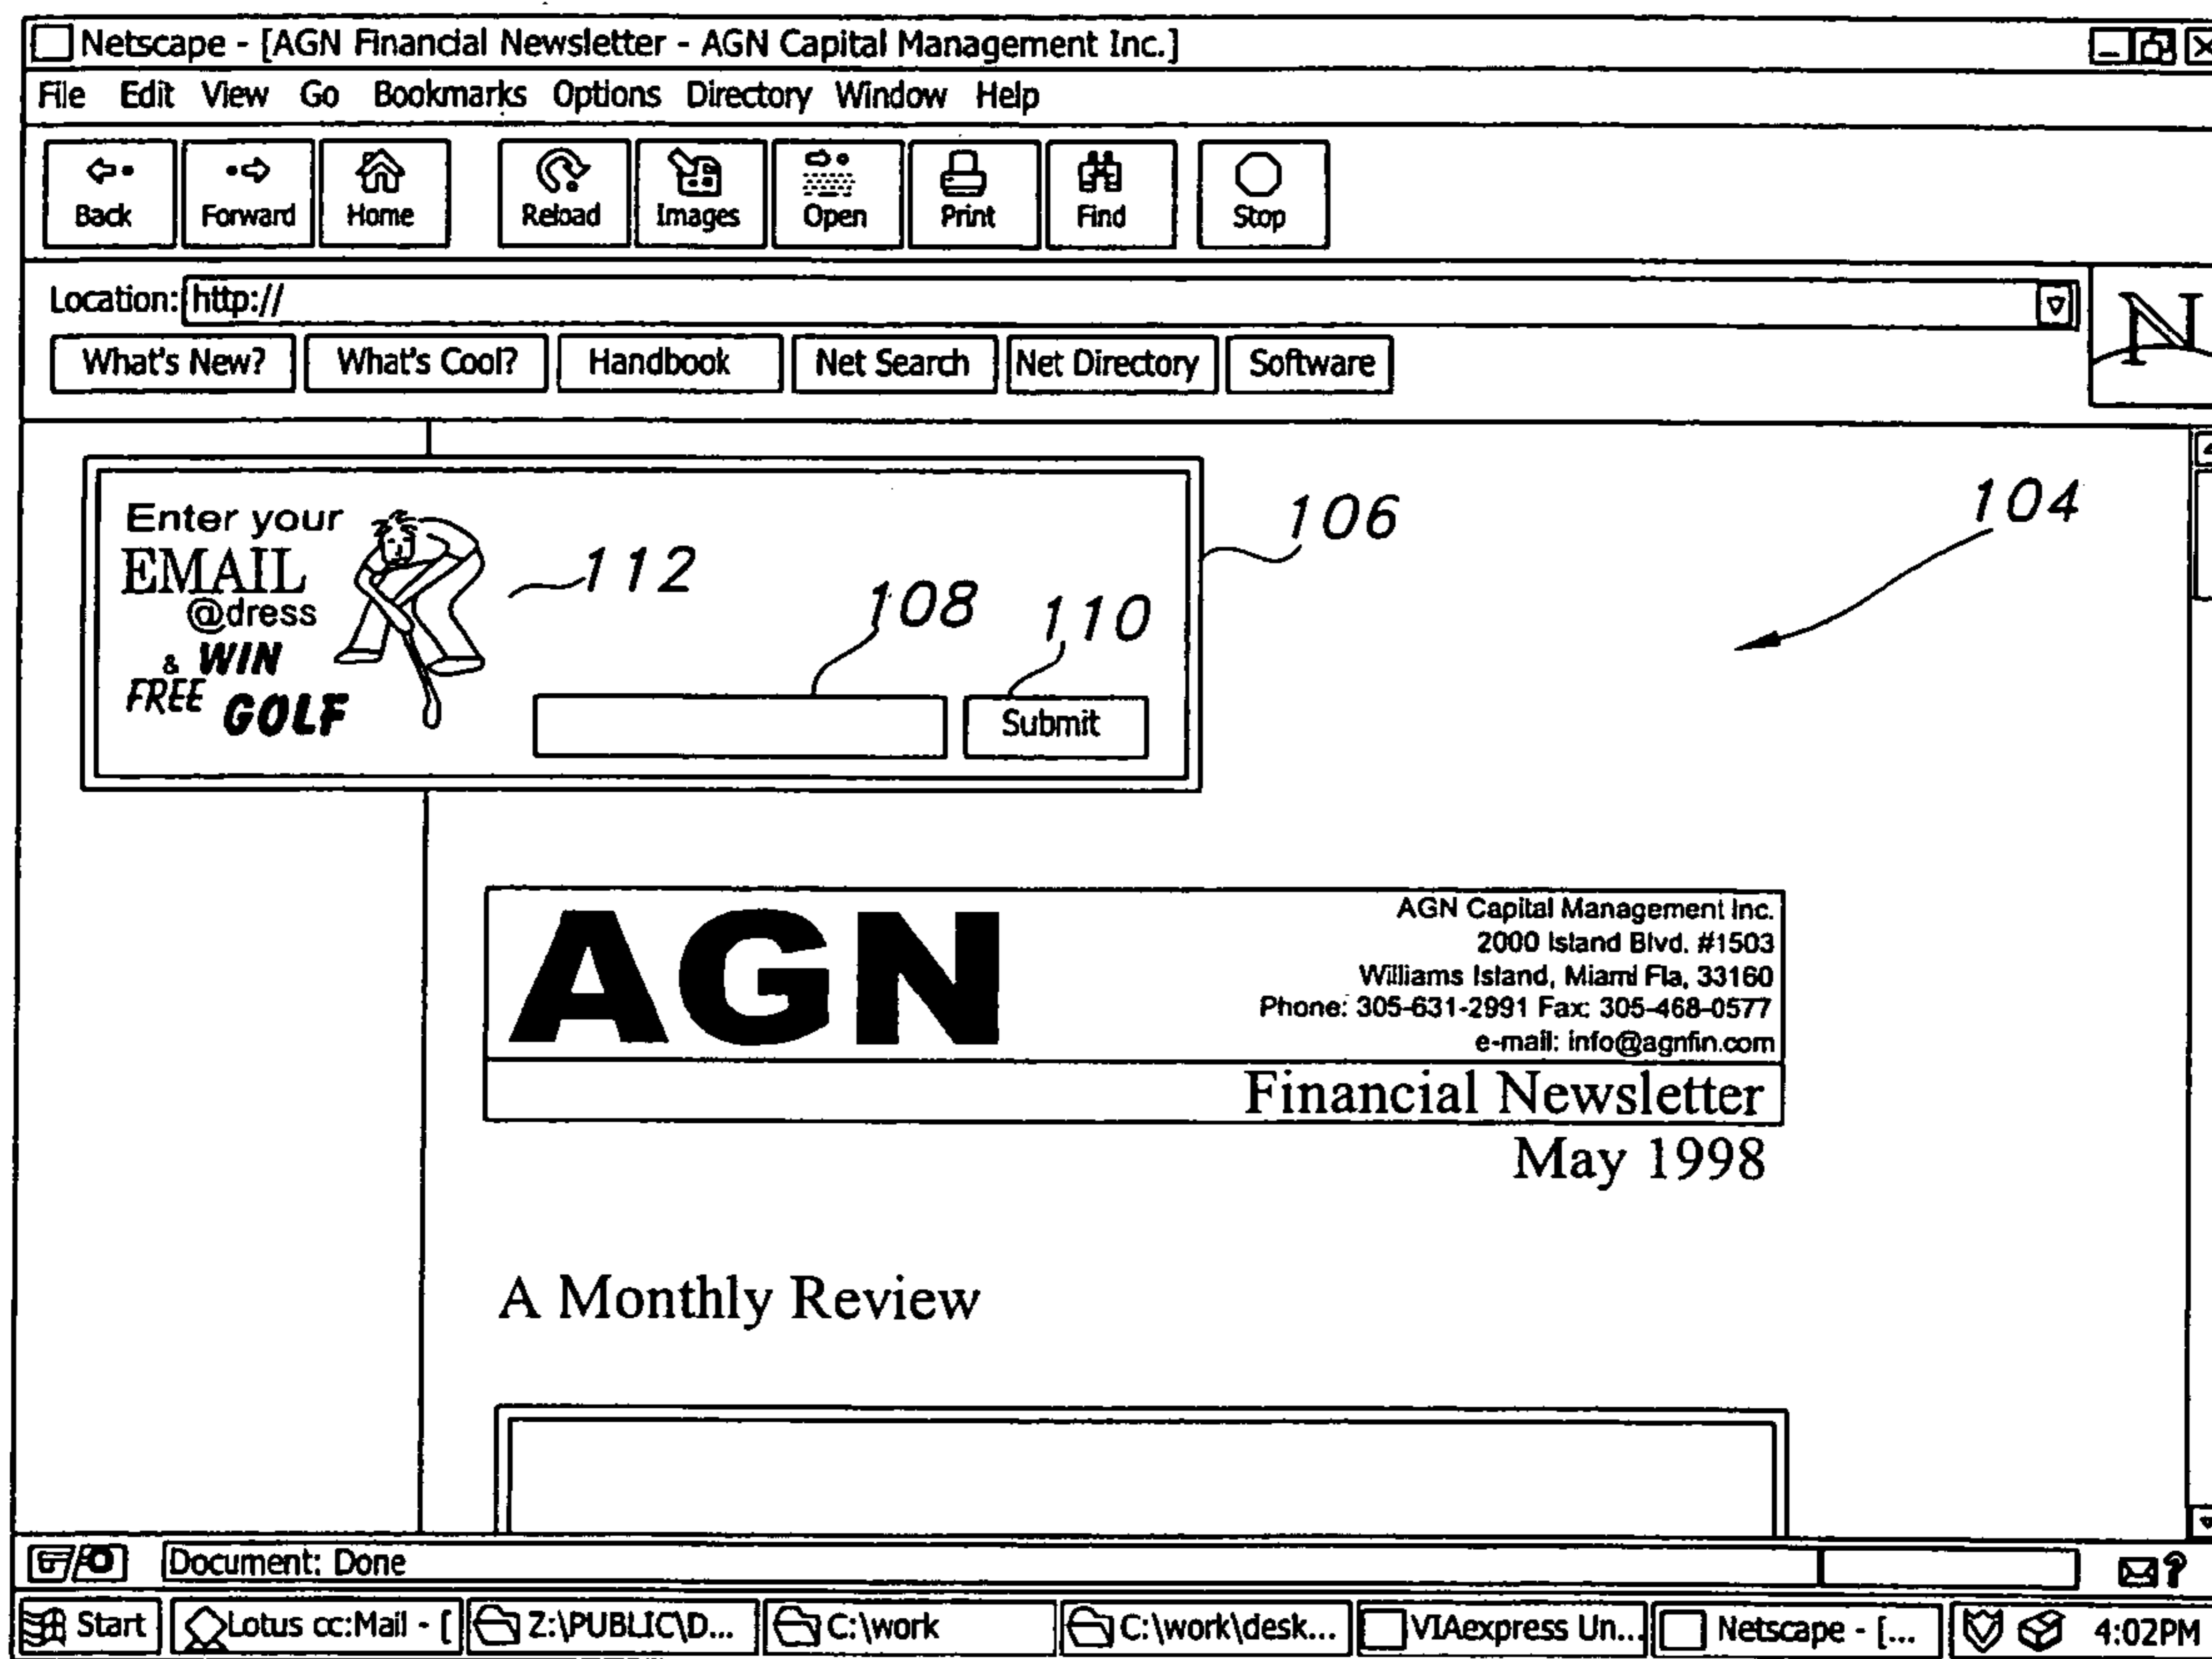 Netscape - [AGN Financial Newsletter - AGN Capital Management Inc.]
File Edit View Go Bookmarks Options Directory Window Help
Back Forward Home Reload Images Open Print Find Stop
Location: http://
N
What's New? What's Cool? Handbook Net Search Net Directory Software
Enter your
EMAIL
@dress
& WIN
FREE GOLF
112
108
110
Submit
106
104
AGN
AGN Capital Management Inc.
2000 Island Blvd. #1503
Williams Island, Miami Fla, 33160
Phone: 305-631-2991 Fax: 305-468-0577
e-mail: info@agnfin.com
Financial Newsletter
May 1998
A Monthly Review
Document: Done
Start Lotus cc:Mail - [ Z:\PUBLIC\D... C:\work C:\work\desk... VIAexpress Un... Netscape - [... 4:02PM